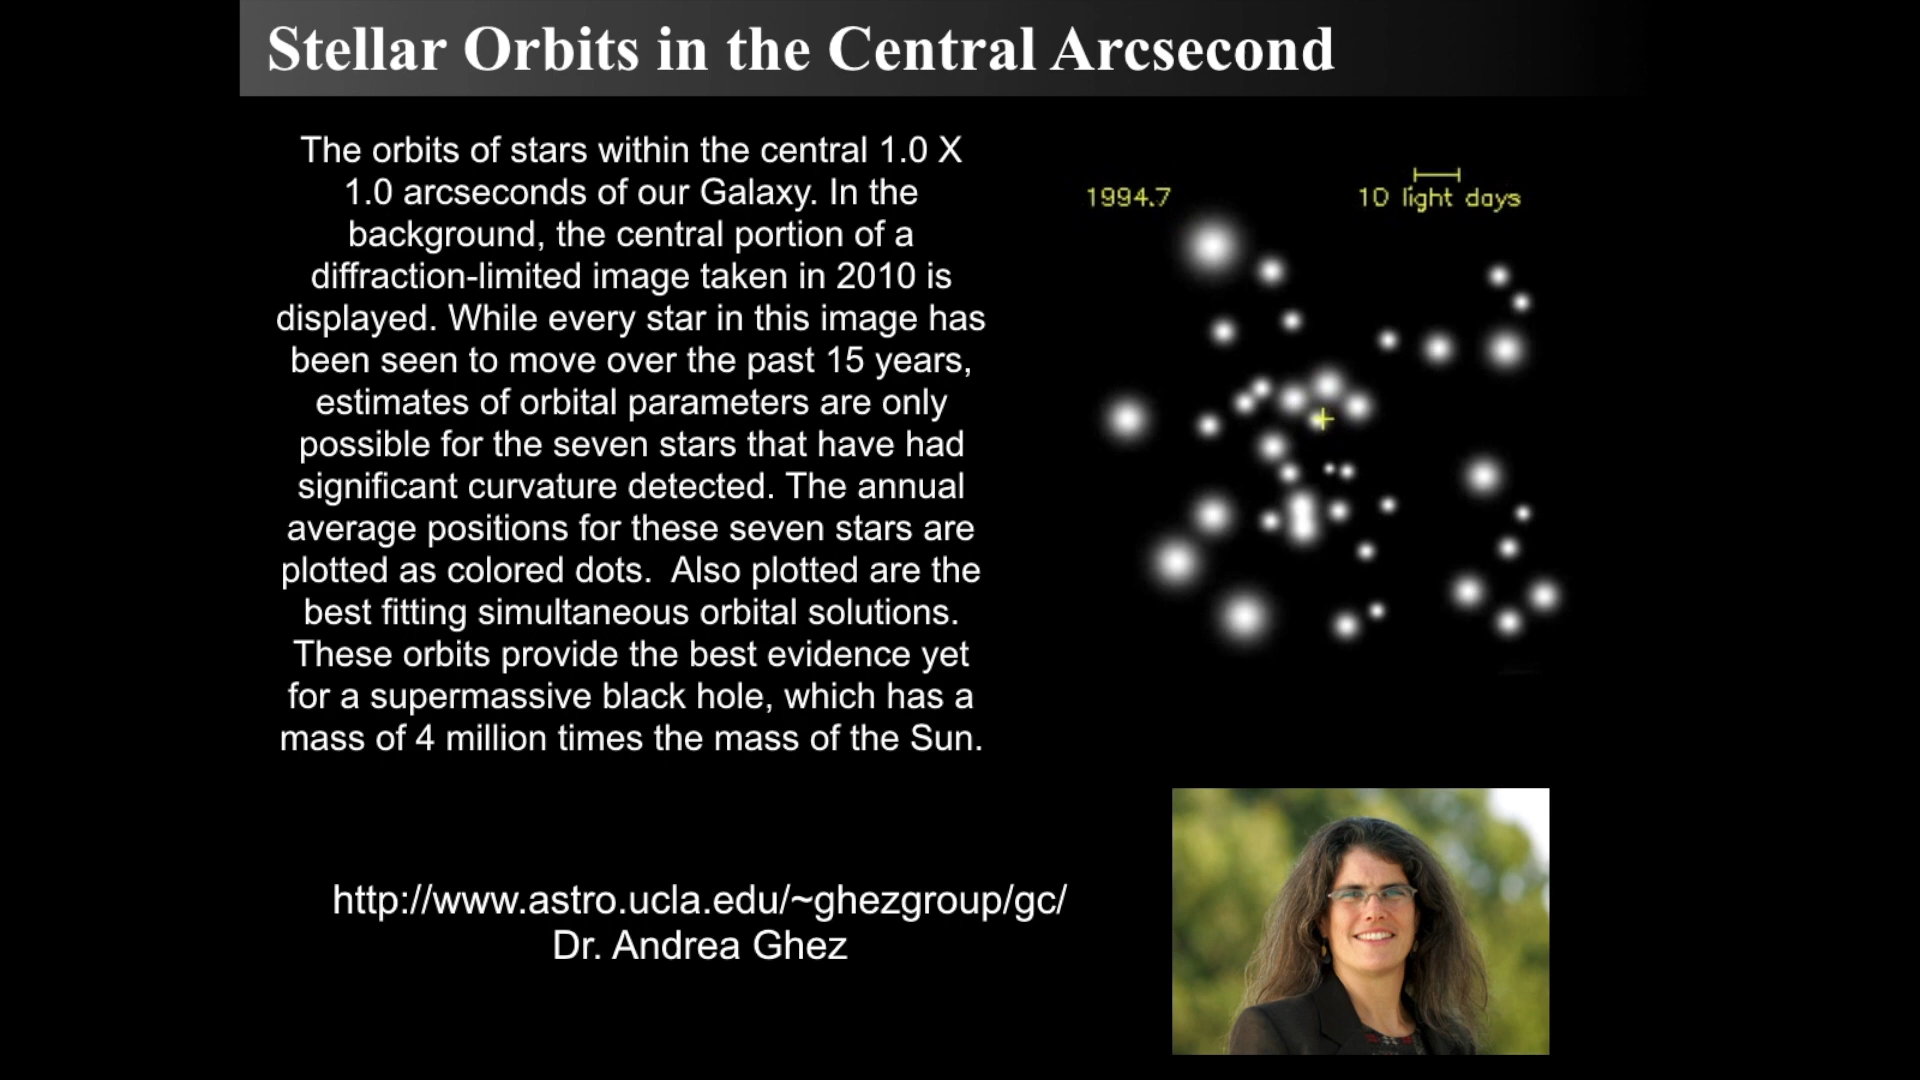 Stellar Orbits in the Central Arcsecond
The orbits of stars within the central 1.0 X
1.0 arcseconds of our Galaxy. In the
background, the central portion of a
diffraction-limited image taken in 2010 is
displayed. While every star in this image has
been seen to move over the past 15 years,
estimates of orbital parameters are only
possible for the seven stars that have had
significant curvature detected. The annual
average positions for these seven stars are
plotted as colored dots.  Also plotted are the
best fitting simultaneous orbital solutions.
These orbits provide the best evidence yet
for a supermassive black hole, which has a
mass of 4 million times the mass of the Sun.
1994.7
10 light days
http://www.astro.ucla.edu/~ghezgroup/gc/
Dr. Andrea Ghez